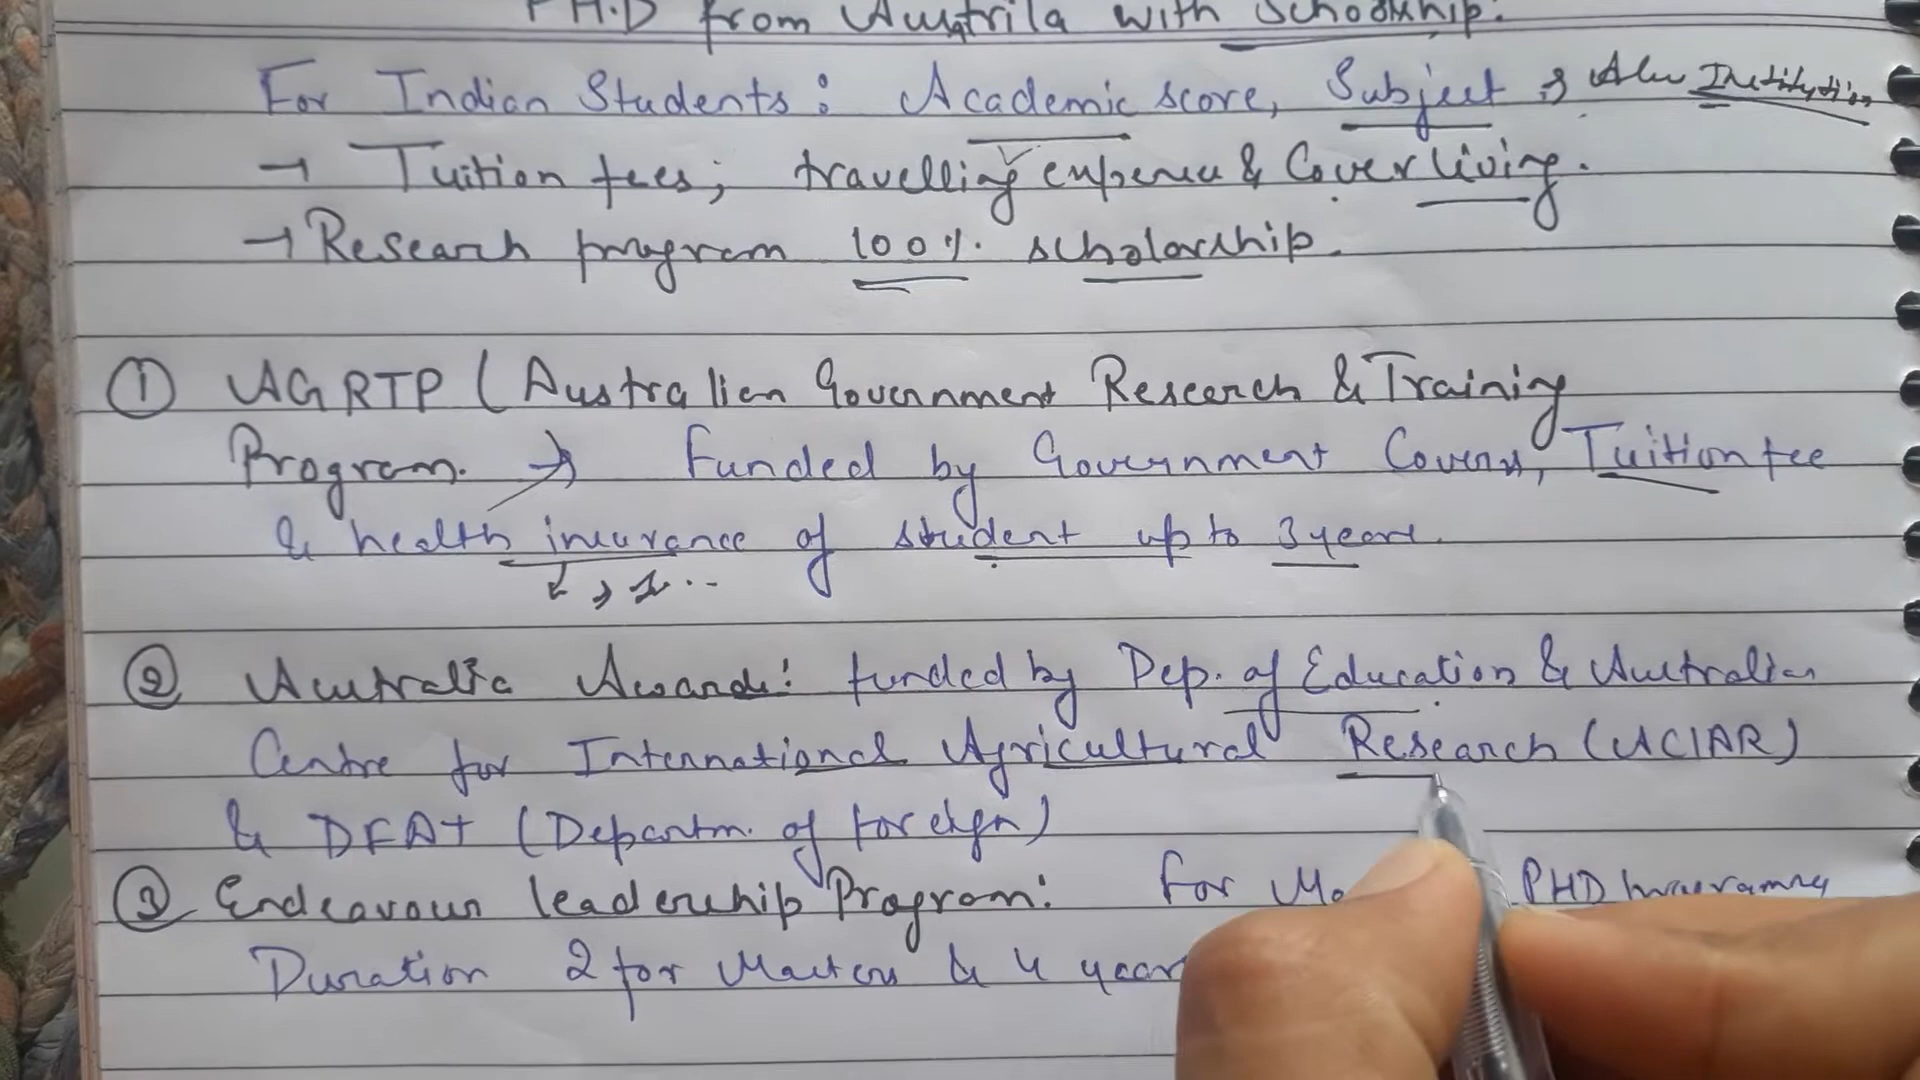 PH.D from Austrila with Schoolship.
For Indian Students: Academic score, Subject & Also Institution
→ Tuition fees; travelling expense & Cover living.
→ Research program 100% scholarship.
① AGRTP (Australian Government Research & Training
Program. → Funded by Government Covers, Tuition fee
& health insurance of student up to 3 years.
② Australia Awards: funded by Dep. of Education & Australian
Centre for International Agricultural Research (ACIAR)
& DFAT (Departm. of foreign)
③ Endeavour leadership Program: for PHD
Duration 2 for Masters & 4 year